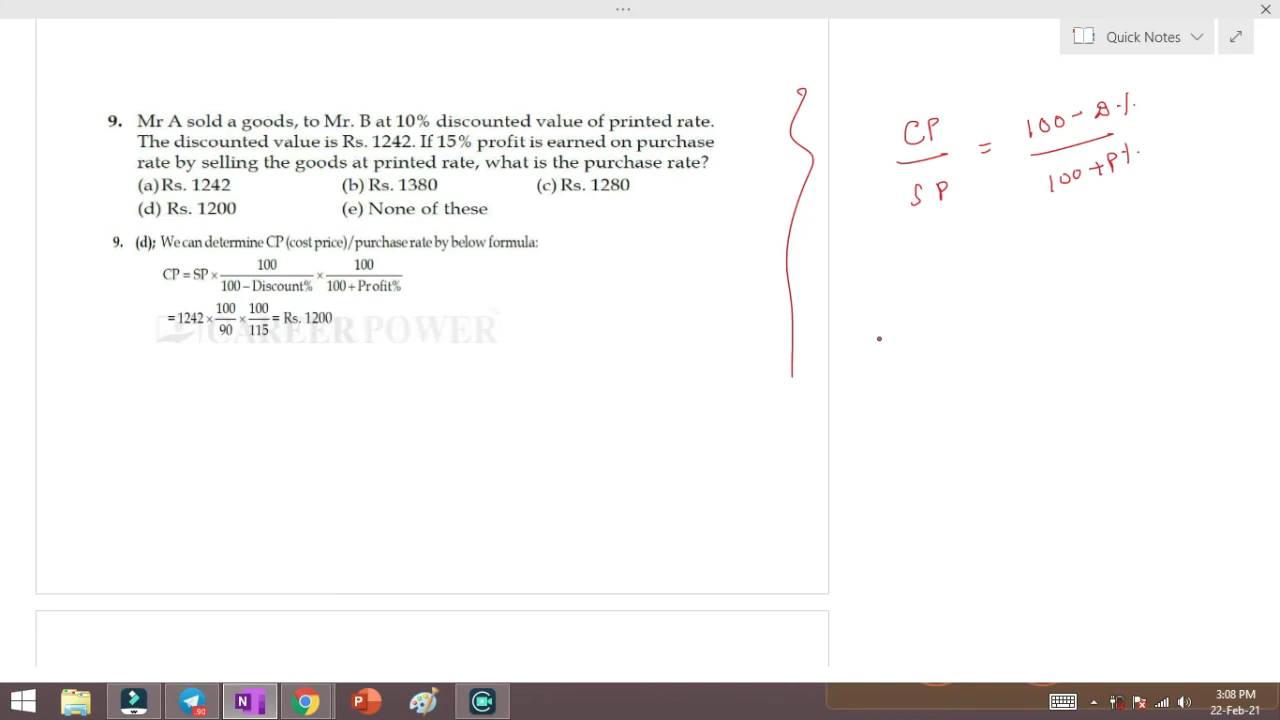 ...
Quick Notes
9. Mr A sold a goods, to Mr. B at 10% discounted value of printed rate.
The discounted value is Rs. 1242. If 15% profit is earned on purchase
rate by selling the goods at printed rate, what is the purchase rate?
(a) Rs. 1242 (b) Rs. 1380 (c) Rs. 1280
(d) Rs. 1200 (e) None of these
9. (d); We can determine CP (cost price)/purchase rate by below formula:
CP = SP × 100/(100 – Discount%) × 100/(100 + Profit%)
= 1242 × 100/90 × 100/115 = Rs. 1200
CAREER POWER
CP/SP = (100 - D%)/(100 + P%)
.90
N
P
3:08 PM
22-Feb-21